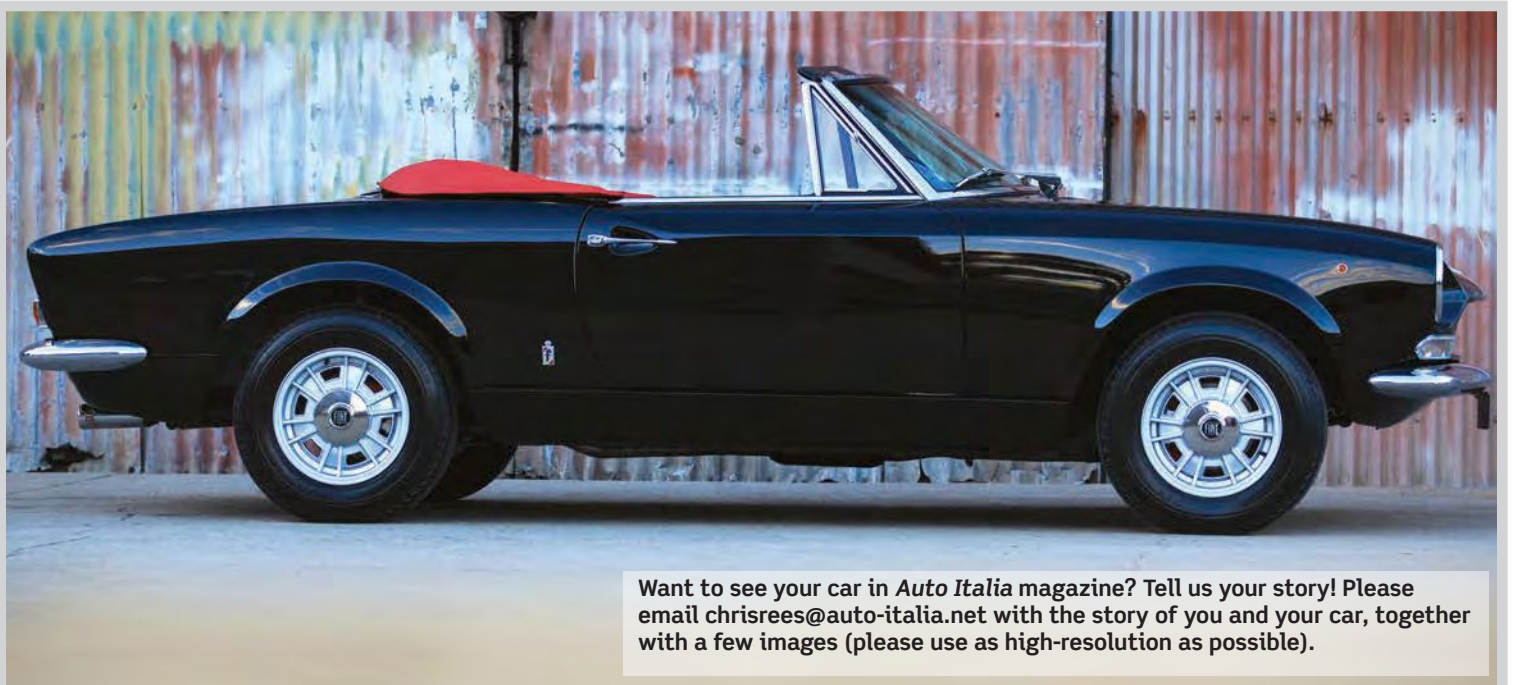 Want to see your car in Auto Italia magazine? Tell us your story! Please
email chrisrees@auto-italia.net with the story of you and your car, together
with a few images (please use as high-resolution as possible).
FIAT
FIAT